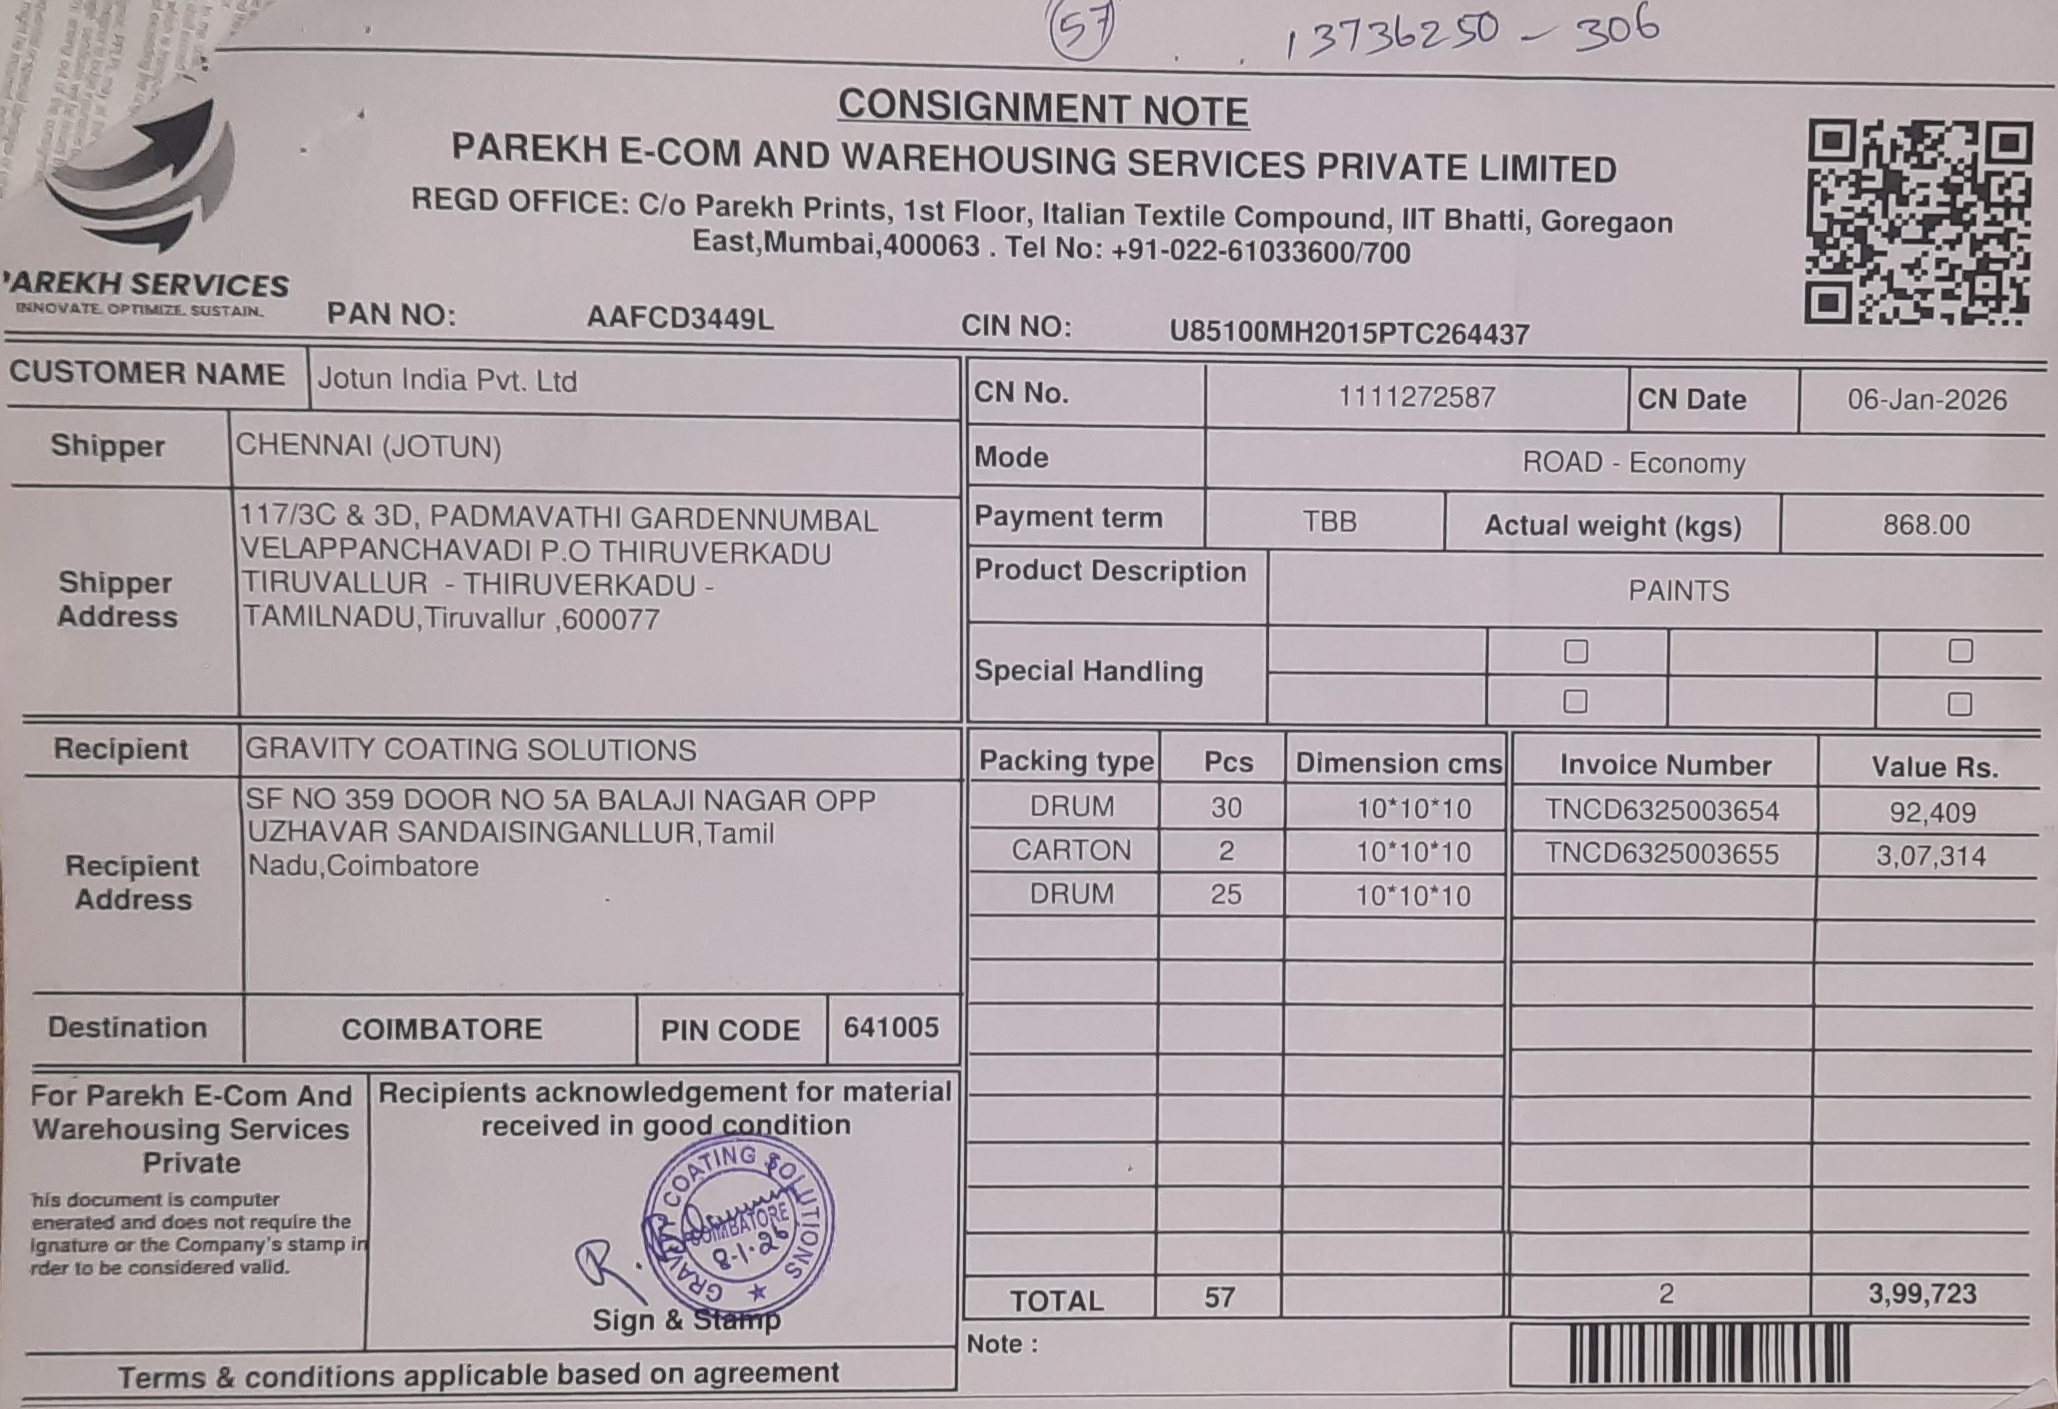 57
13736250 - 306
CONSIGNMENT NOTE
PAREKH E-COM AND WAREHOUSING SERVICES PRIVATE LIMITED
REGD OFFICE: C/o Parekh Prints, 1st Floor, Italian Textile Compound, IIT Bhatti, Goregaon
East,Mumbai,400063 . Tel No: +91-022-61033600/700
'AREKH SERVICES
INNOVATE. OPTIMIZE. SUSTAIN.
PAN NO: AAFCD3449L CIN NO: U85100MH2015PTC264437
CUSTOMER NAME Jotun India Pvt. Ltd
Shipper CHENNAI (JOTUN)
Shipper Address
117/3C & 3D, PADMAVATHI GARDENNUMBAL
VELAPPANCHAVADI P.O THIRUVERKADU
TIRUVALLUR - THIRUVERKADU -
TAMILNADU,Tiruvallur ,600077
CN No. 1111272587 CN Date 06-Jan-2026
Mode ROAD - Economy
Payment term TBB Actual weight (kgs) 868.00
Product Description PAINTS
Special Handling
Recipient GRAVITY COATING SOLUTIONS
Recipient Address
SF NO 359 DOOR NO 5A BALAJI NAGAR OPP
UZHAVAR SANDAISINGANLLUR,Tamil
Nadu,Coimbatore
Destination COIMBATORE PIN CODE 641005
Packing type Pcs Dimension cms Invoice Number Value Rs.
DRUM 30 10*10*10 TNCD6325003654 92,409
CARTON 2 10*10*10 TNCD6325003655 3,07,314
DRUM 25 10*10*10
TOTAL 57 2 3,99,723
Note :
For Parekh E-Com And
Warehousing Services
Private
his document is computer
enerated and does not require the
ignature or the Company's stamp in
rder to be considered valid.
Recipients acknowledgement for material
received in good condition
COATING SOLUTIONS
COIMBATORE
8-1-26
Sign & Stamp
Terms & conditions applicable based on agreement